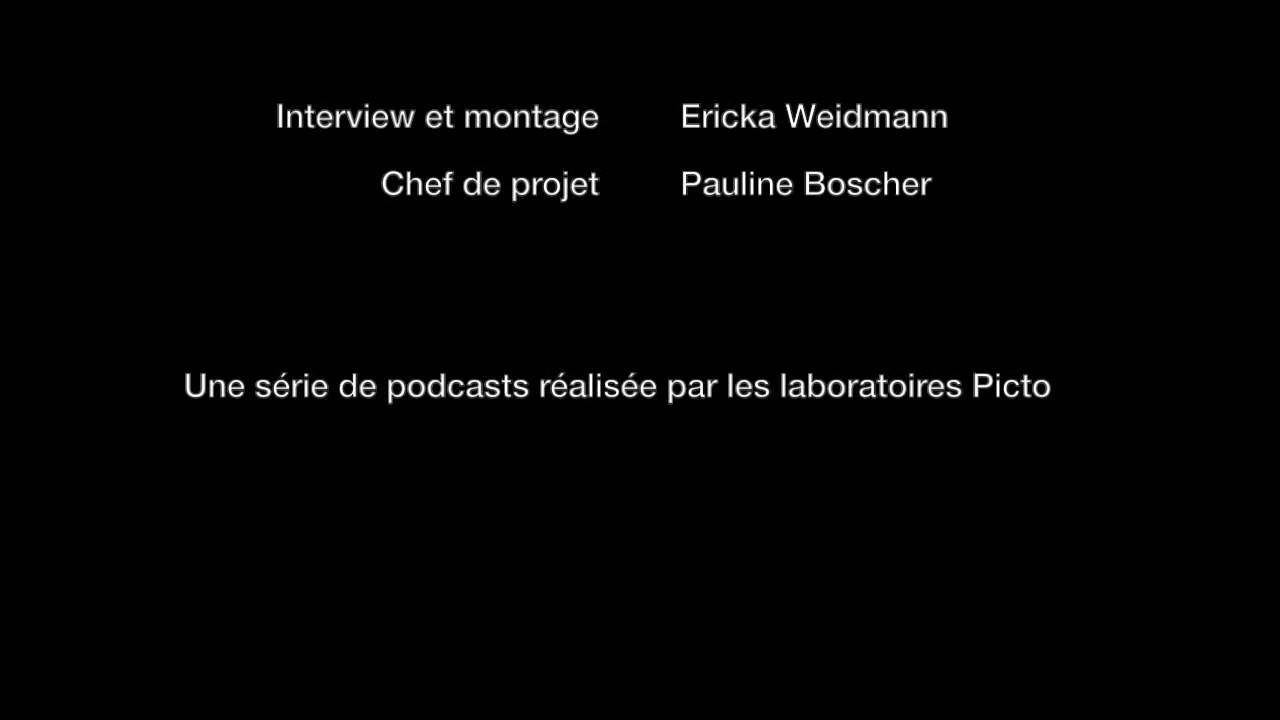 Interview et montage Ericka Weidmann
Chef de projet Pauline Boscher
Une série de podcasts réalisée par les laboratoires Picto